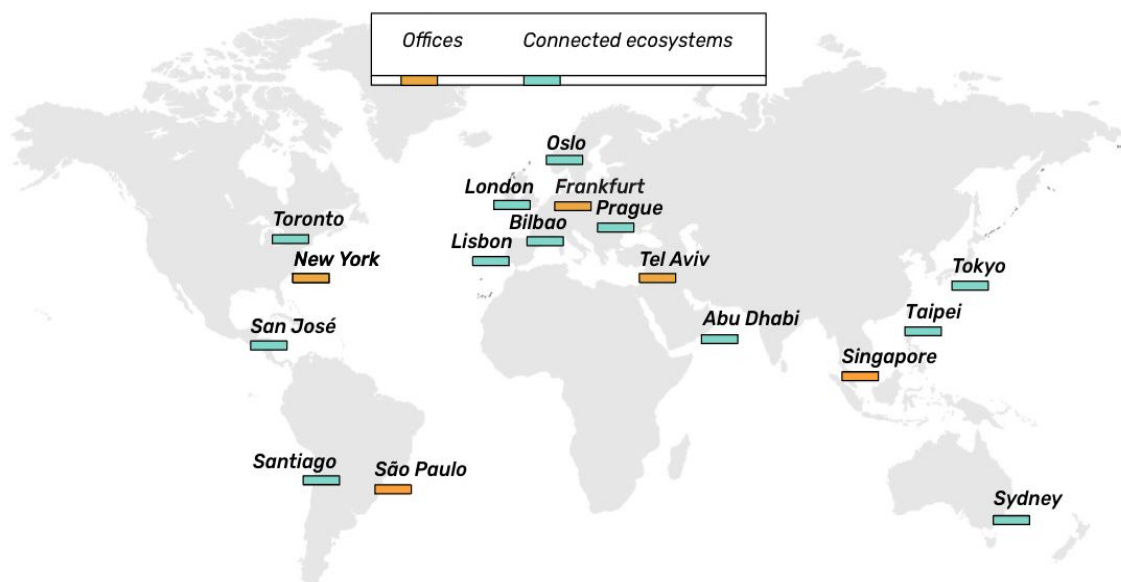 Offices Connected ecosystems
Oslo
London Frankfurt
Prague
Bilbao
Toronto
Lisbon
New York Tel Aviv
Tokyo
Taipei
Abu Dhabi
San José
Singapore
Santiago São Paulo
Sydney